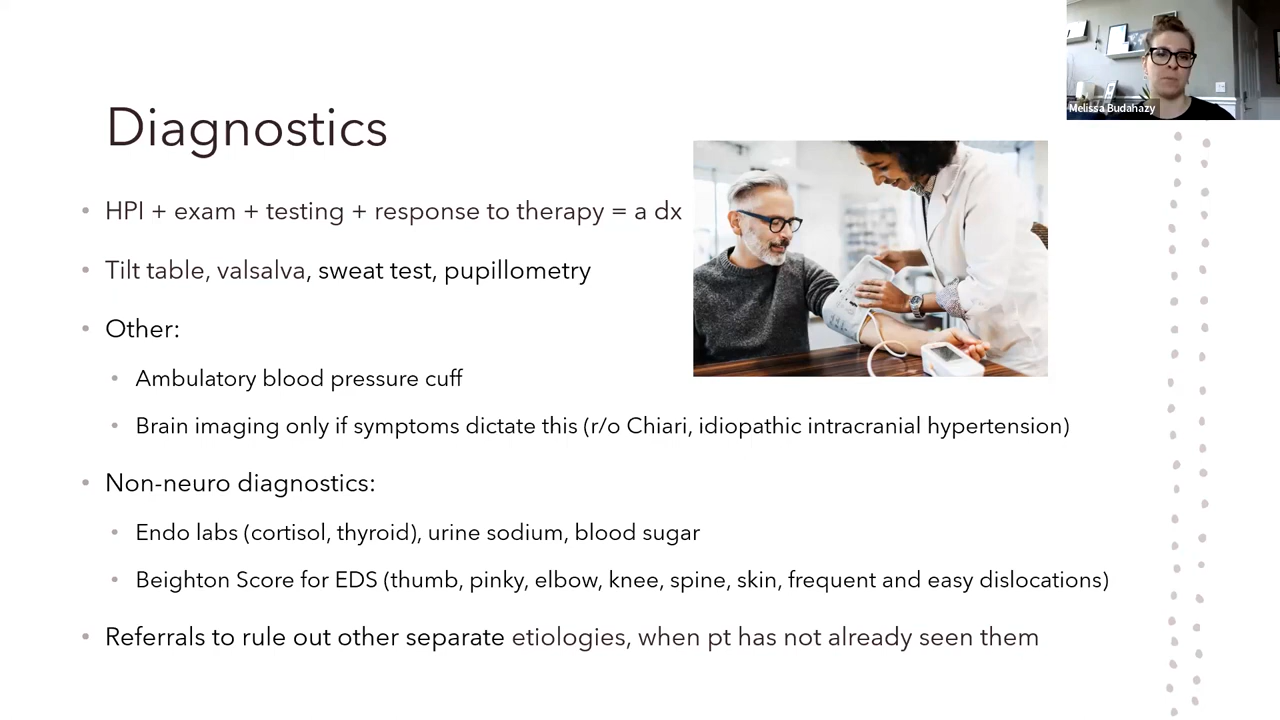 Melissa Budahazy
Diagnostics
HPI + exam + testing + response to therapy = a dx
Tilt table, valsalva, sweat test, pupillometry
Other:
Ambulatory blood pressure cuff
Brain imaging only if symptoms dictate this (r/o Chiari, idiopathic intracranial hypertension)
Non-neuro diagnostics:
Endo labs (cortisol, thyroid), urine sodium, blood sugar
Beighton Score for EDS (thumb, pinky, elbow, knee, spine, skin, frequent and easy dislocations)
Referrals to rule out other separate etiologies, when pt has not already seen them